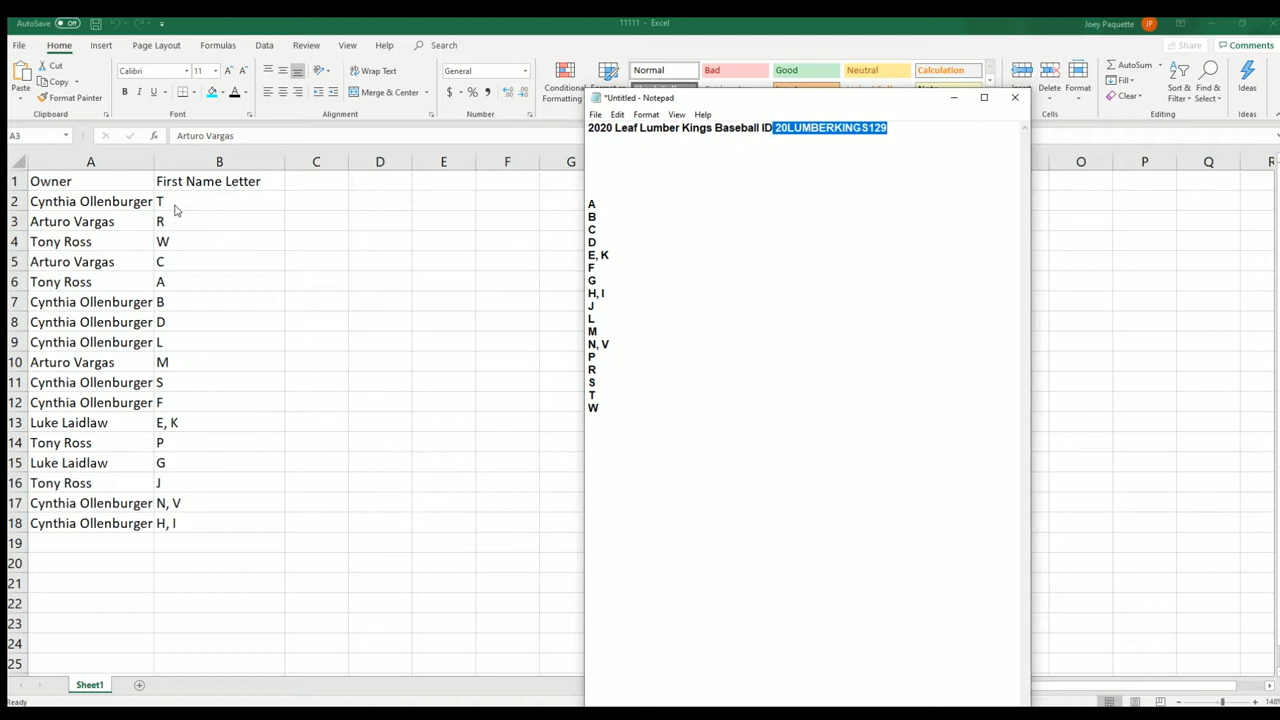 AutoSave Off 11111 - Excel Joey Paquette JP
File Home Insert Page Layout Formulas Data Review View Help Search Share Comments
Cut
Copy
Format Painter
Paste
Clipboard
Calibri 11
B I U
Font
Wrap Text
Merge & Center
Alignment
General
$ % ,
Number
Conditional
Formatting
Normal Bad Good Neutral Calculation
Check Cell
Delete Format
Cells
AutoSum
Fill
Clear
Sort &
Filter
Find &
Select
Editing
Ideas
Ideas
A3 Arturo Vargas
A B C D E F G O P Q R
1 Owner First Name Letter
2 Cynthia Ollenburger T
3 Arturo Vargas R
4 Tony Ross W
5 Arturo Vargas C
6 Tony Ross A
7 Cynthia Ollenburger B
8 Cynthia Ollenburger D
9 Cynthia Ollenburger L
10 Arturo Vargas M
11 Cynthia Ollenburger S
12 Cynthia Ollenburger F
13 Luke Laidlaw E, K
14 Tony Ross P
15 Luke Laidlaw G
16 Tony Ross J
17 Cynthia Ollenburger N, V
18 Cynthia Ollenburger H, I
19
20
21
22
23
24
25
Sheet1
Ready
*Untitled - Notepad
File Edit Format View Help
2020 Leaf Lumber Kings Baseball ID 20LUMBERKINGS129
A
B
C
D
E, K
F
G
H, I
J
L
M
N, V
P
R
S
T
W